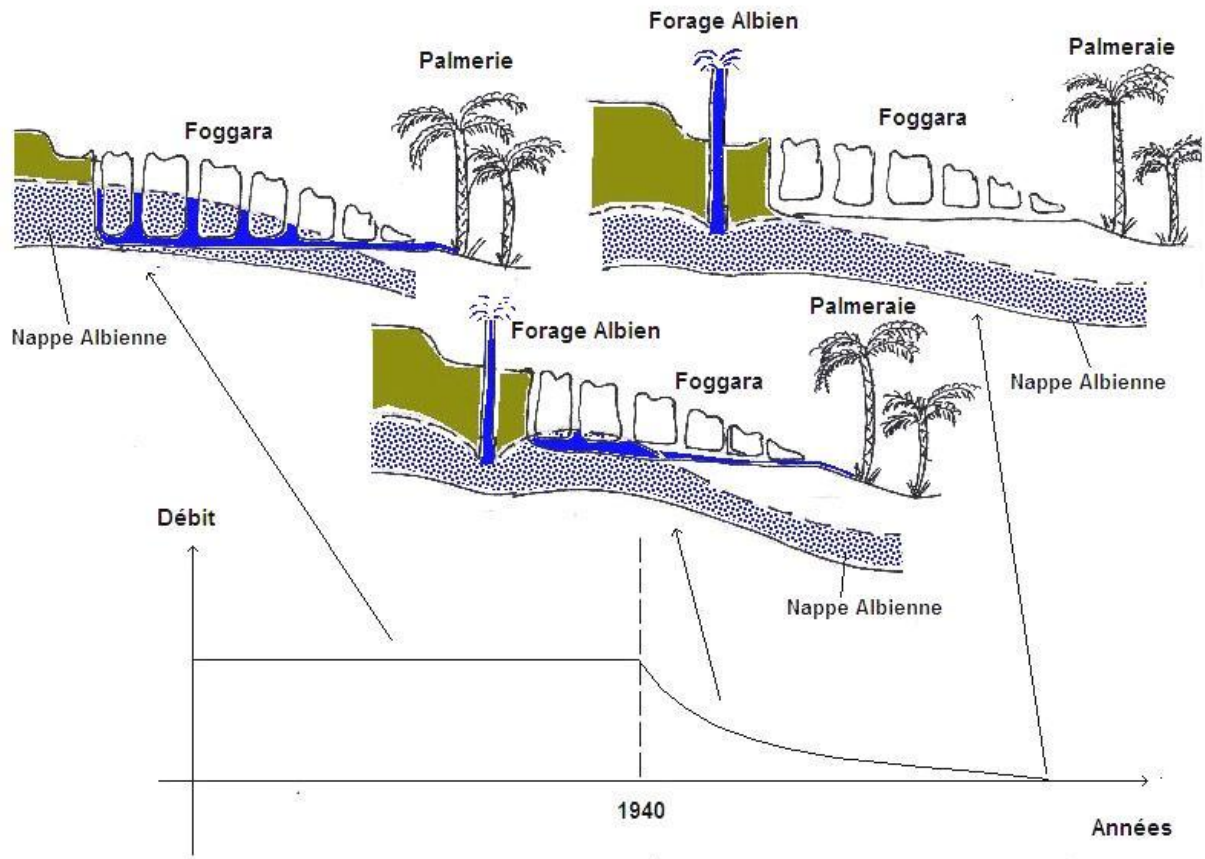 Forage Albien
Palmerie
Palmeraie
Foggara
Foggara
Nappe Albienne
Forage Albien
Palmeraie
Foggara
Nappe Albienne
Débit
Nappe Albienne
1940
Années